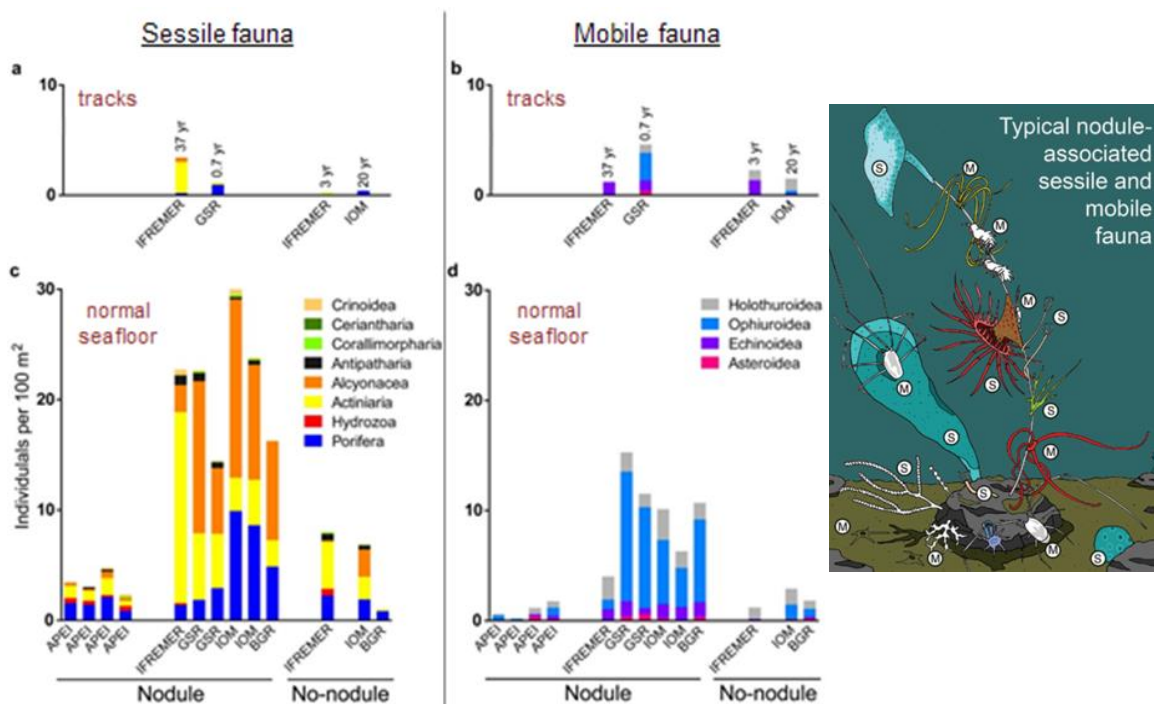 Sessile fauna
Mobile fauna
a
tracks
10
0
37 yr
0.7 yr
3 yr
20 yr
IFREMER
GSR
IFREMER
IOM
b
tracks
10
0
37 yr
0.7 yr
3 yr
20 yr
IFREMER
GSR
IFREMER
IOM
c
normal
seafloor
Individulals per 100 m²
30
20
10
0
Crinoidea
Ceriantharia
Corallimorpharia
Antipatharia
Alcyonacea
Actiniaria
Hydrozoa
Porifera
APEI
APEI
APEI
APEI
IFREMER
GSR
GSR
IOM
IOM
BGR
IFREMER
IOM
BGR
Nodule
No-nodule
d
normal
seafloor
30
20
10
0
Holothuroidea
Ophiuroidea
Echinoidea
Asteroidea
APEI
APEI
APEI
APEI
IFREMER
GSR
GSR
IOM
IOM
BGR
IFREMER
IOM
BGR
Nodule
No-nodule
Typical nodule-
associated
sessile and
mobile
fauna
S
M
M
M
S
M
S
S
S
M
S
S
M
M
M
S